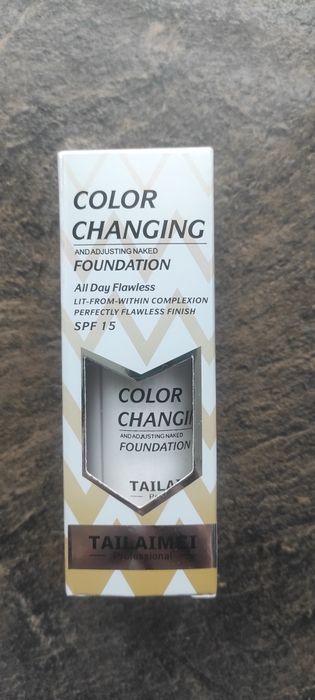 COLOR
CHANGING
AND ADJUSTING NAKED
FOUNDATION
All Day Flawless
LIT-FROM-WITHIN COMPLEXION
PERFECTLY FLAWLESS FINISH
SPF 15
COLOR
CHANGI
AND ADJUSTING NAKED
FOUNDATION
TAILA
TAILAIMEI
Professional